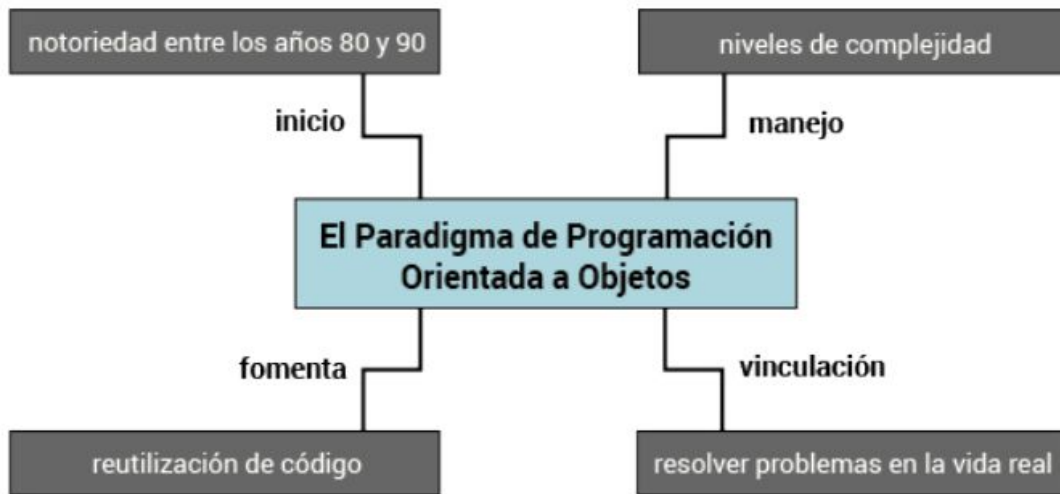 notoriedad entre los años 80 y 90
niveles de complejidad
inicio
manejo
El Paradigma de Programación
Orientada a Objetos
fomenta
vinculación
reutilización de código
resolver problemas en la vida real